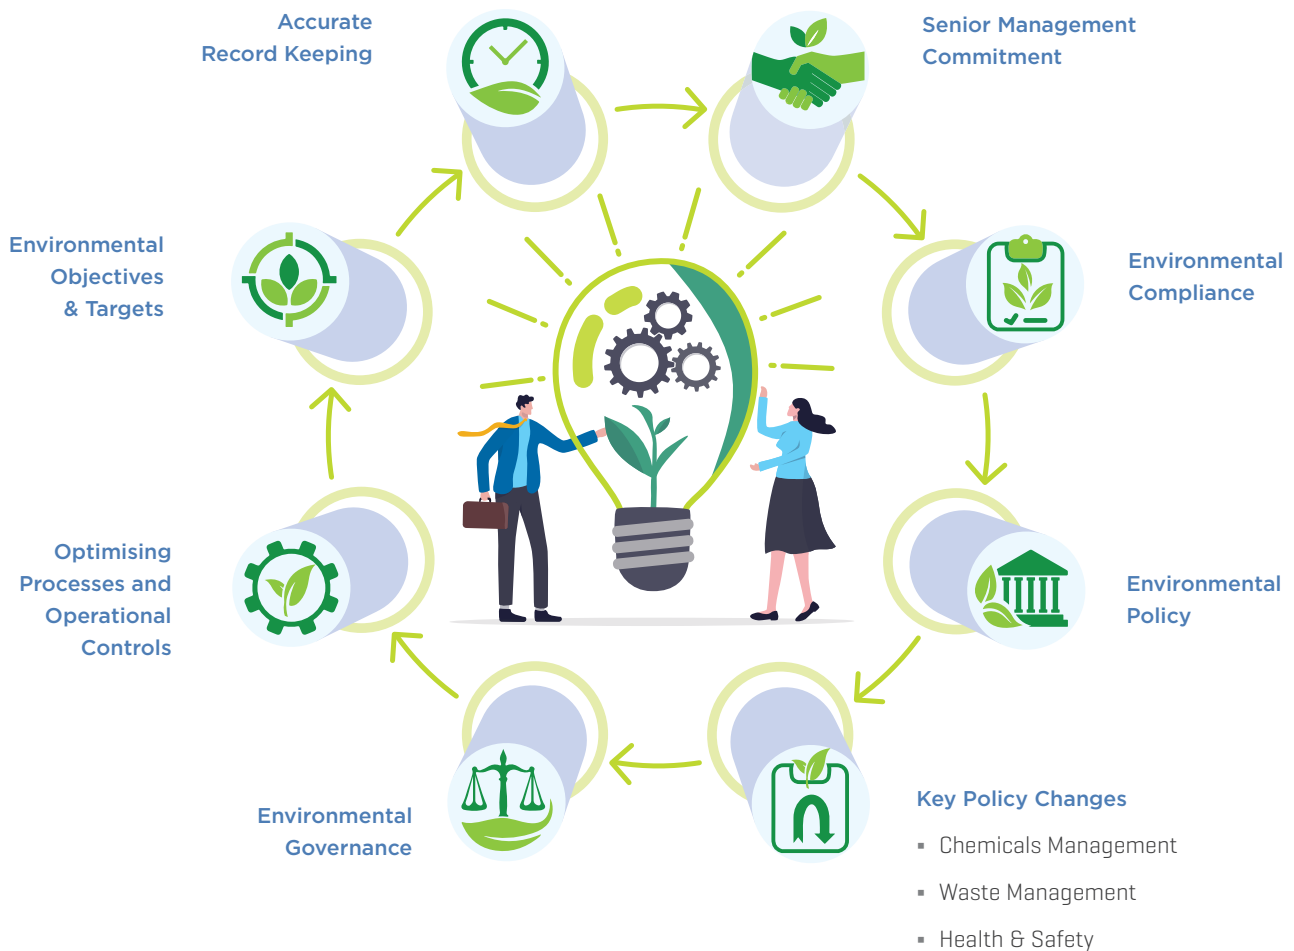 Accurate
Record Keeping
Senior Management
Commitment
Environmental
Objectives
& Targets
Environmental
Compliance
Optimising
Processes and
Operational
Controls
Environmental
Policy
Environmental
Governance
Key Policy Changes
▪ Chemicals Management
▪ Waste Management
▪ Health & Safety